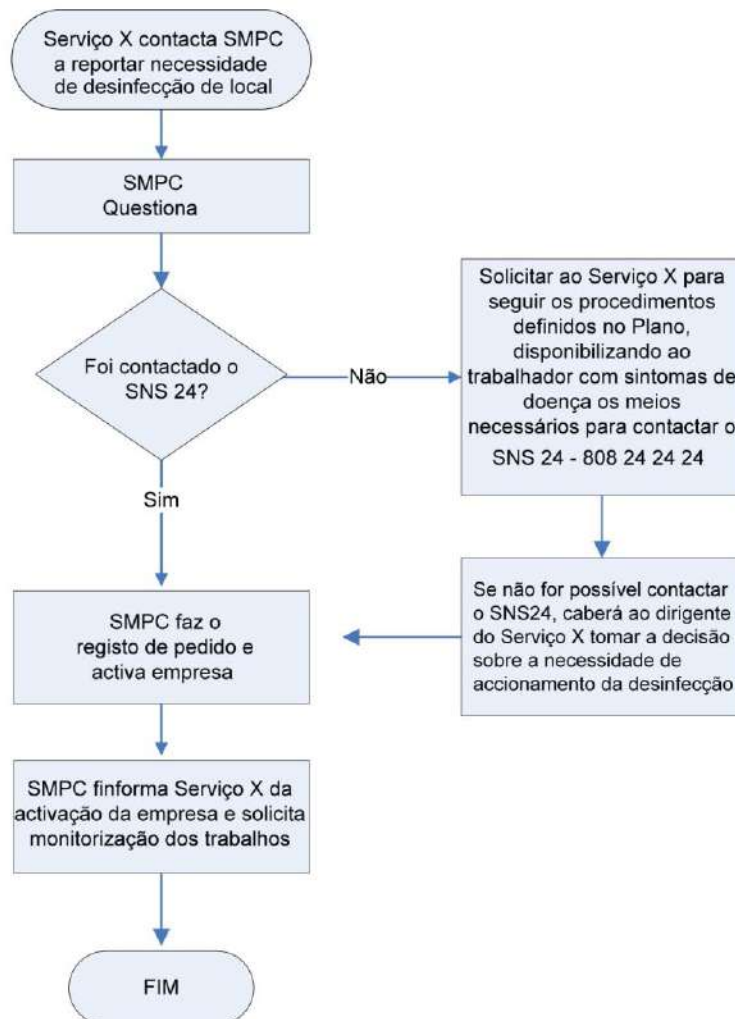 Serviço X contacta SMPC
a reportar necessidade
de desinfecção de local
SMPC
Questiona
Foi contactado o
SNS 24?
Não
Solicitar ao Serviço X para
seguir os procedimentos
definidos no Plano,
disponibilizando ao
trabalhador com sintomas de
doença os meios
necessários para contactar o
SNS 24 - 808 24 24 24
Sim
Se não for possível contactar
o SNS24, caberá ao dirigente
do Serviço X tomar a decisão
sobre a necessidade de
accionamento da desinfecção
SMPC faz o
registo de pedido e
activa empresa
SMPC finforma Serviço X da
activação da empresa e solicita
monitorização dos trabalhos
FIM